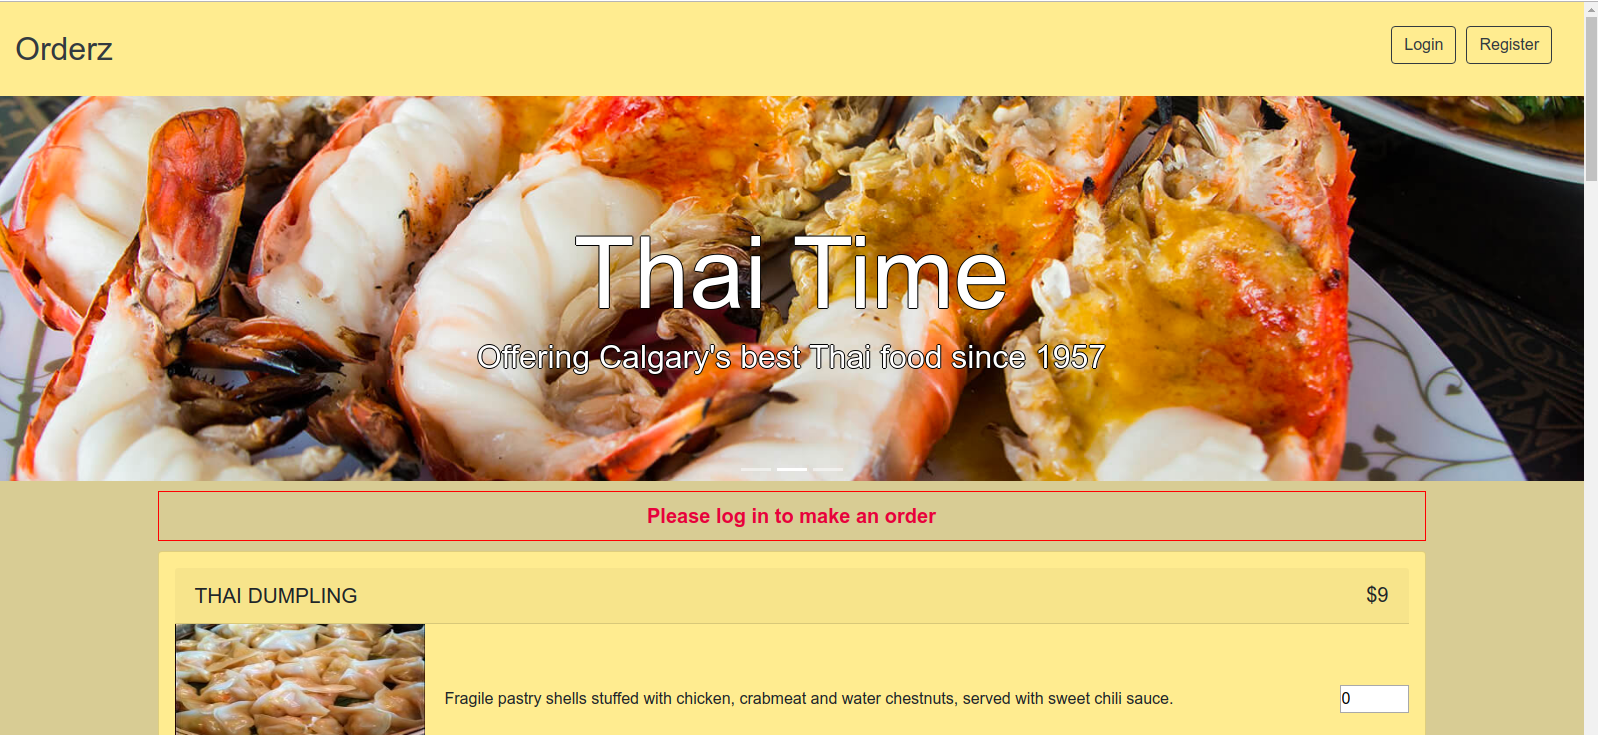 Orderz
Login
Register
Thai Time
Offering Calgary's best Thai food since 1957
Please log in to make an order
THAI DUMPLING
$9
Fragile pastry shells stuffed with chicken, crabmeat and water chestnuts, served with sweet chili sauce.
0